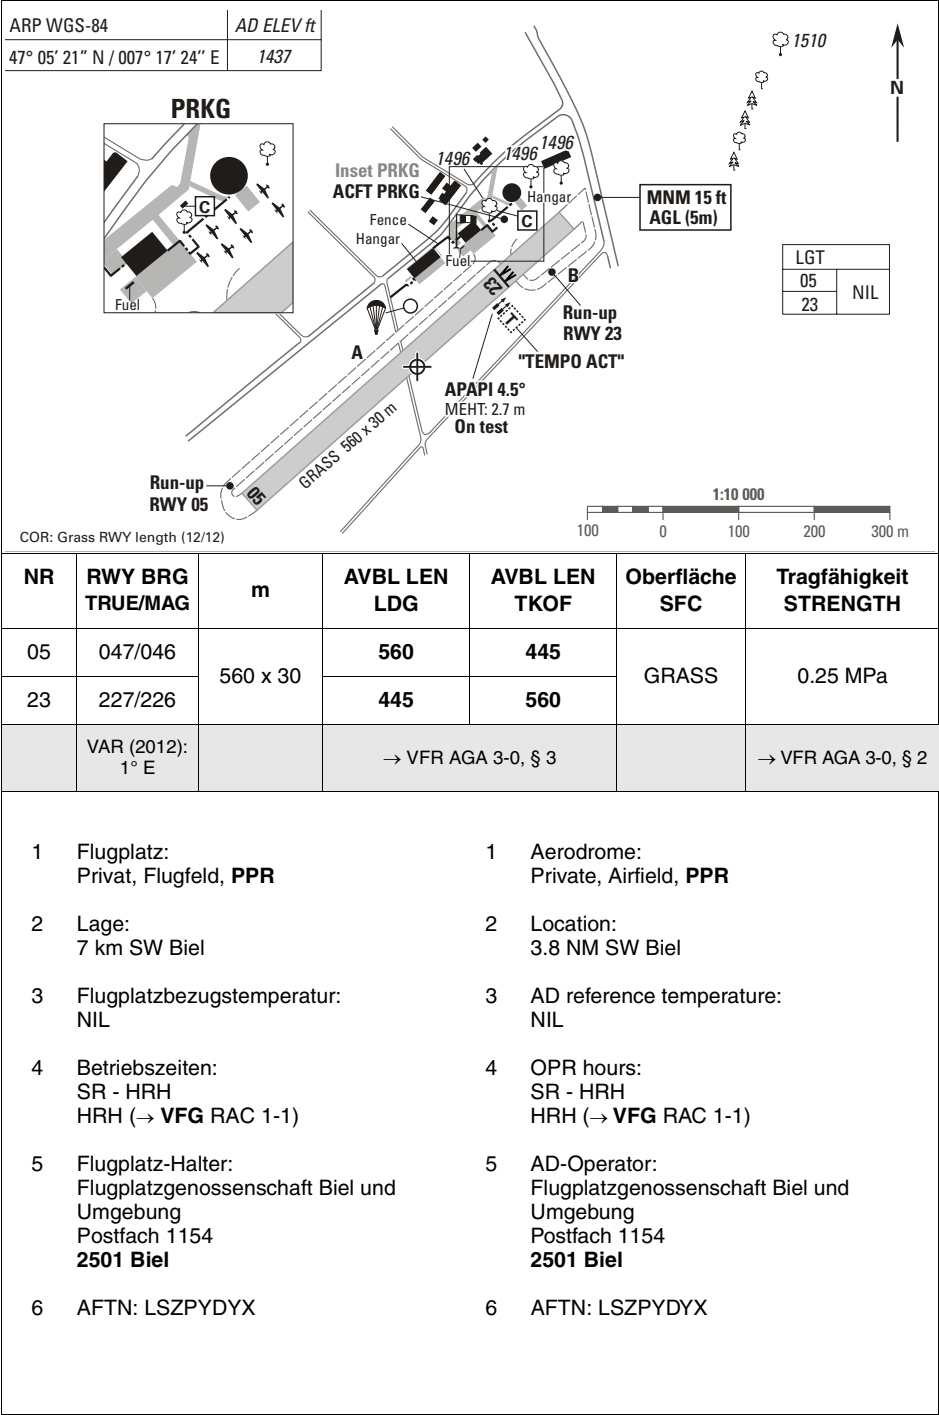 ARP WGS-84
AD ELEV ft
47° 05’ 21” N / 007° 17’ 24’’ E
1437
1510
N
PRKG
C
Fuel
1496
1496
1496
Inset PRKG
ACFT PRKG
Hangar
MNM 15 ft
AGL (5m)
Fence
C
Hangar
Fuel
LGT
05
23
NIL
B
23
Run-up
RWY 23
T
"TEMPO ACT"
A
APAPI 4.5°
MEHT: 2.7 m
On test
GRASS 560 x 30 m
Run-up
RWY 05
05
1:10 000
100 0 100 200 300 m
COR: Grass RWY length (12/12)
NR
RWY BRG
TRUE/MAG
m
AVBL LEN
LDG
AVBL LEN
TKOF
Oberfläche
SFC
Tragfähigkeit
STRENGTH
05 047/046 560 445
560 x 30 GRASS 0.25 MPa
23 227/226 445 560
VAR (2012):
1° E
→ VFR AGA 3-0, § 3
→ VFR AGA 3-0, § 2
1 Flugplatz:
Privat, Flugfeld, PPR
2 Lage:
7 km SW Biel
3 Flugplatzbezugstemperatur:
NIL
4 Betriebszeiten:
SR - HRH
HRH (→ VFG RAC 1-1)
5 Flugplatz-Halter:
Flugplatzgenossenschaft Biel und
Umgebung
Postfach 1154
2501 Biel
6 AFTN: LSZPYDYX
1 Aerodrome:
Private, Airfield, PPR
2 Location:
3.8 NM SW Biel
3 AD reference temperature:
NIL
4 OPR hours:
SR - HRH
HRH (→ VFG RAC 1-1)
5 AD-Operator:
Flugplatzgenossenschaft Biel und
Umgebung
Postfach 1154
2501 Biel
6 AFTN: LSZPYDYX